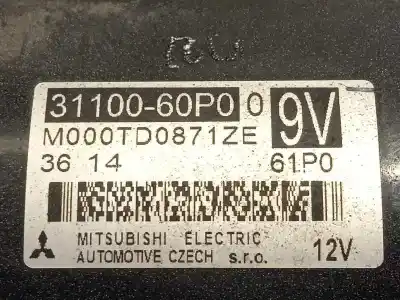 31100-60P0 0 9V
M000TD0871ZE
36 14 61P0
MITSUBISHI ELECTRIC
AUTOMOTIVE CZECH s.r.o. 12V